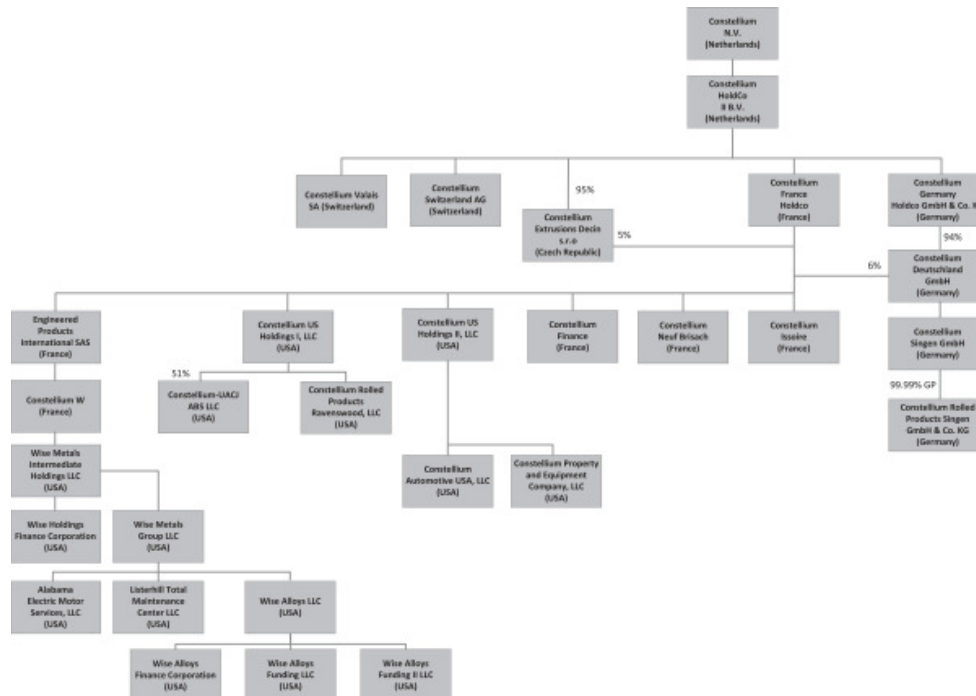 Constellium
N.V.
(Netherlands)
Constellium
HoldCo
II B.V.
(Netherlands)
Constellium Valais
SA (Switzerland)
Constellium
Switzerland AG
(Switzerland)
95%
Constellium
Extrusions Decin
s.r.o
(Czech Republic)
5%
Constellium
France
Holdco
(France)
Constellium
Germany
Holdco GmbH & Co. K
(Germany)
94%
6%
Constellium
Deutschland
GmbH
(Germany)
Engineered
Products
International SAS
(France)
Constellium US
Holdings I, LLC
(USA)
Constellium US
Holdings II, LLC
(USA)
Constellium
Finance
(France)
Constellium
Neuf Brisach
(France)
Constellium
Issoire
(France)
Constellium
Singen GmbH
(Germany)
51%
99.99% GP
Constellium W
(France)
Constellium-UACJ
ABS LLC
(USA)
Constellium Rolled
Products
Ravenswood, LLC
(USA)
Constellium Rolled
Products Singen
GmbH & Co. KG
(Germany)
Wise Metals
Intermediate
Holdings LLC
(USA)
Constellium
Automotive USA, LLC
(USA)
Constellium Property
and Equipment
Company, LLC
(USA)
Wise Holdings
Finance Corporation
(USA)
Wise Metals
Group LLC
(USA)
Alabama
Electric Motor
Services, LLC
(USA)
Listerhill Total
Maintenance
Center LLC
(USA)
Wise Alloys LLC
(USA)
Wise Alloys
Finance Corporation
(USA)
Wise Alloys
Funding LLC
(USA)
Wise Alloys
Funding II LLC
(USA)